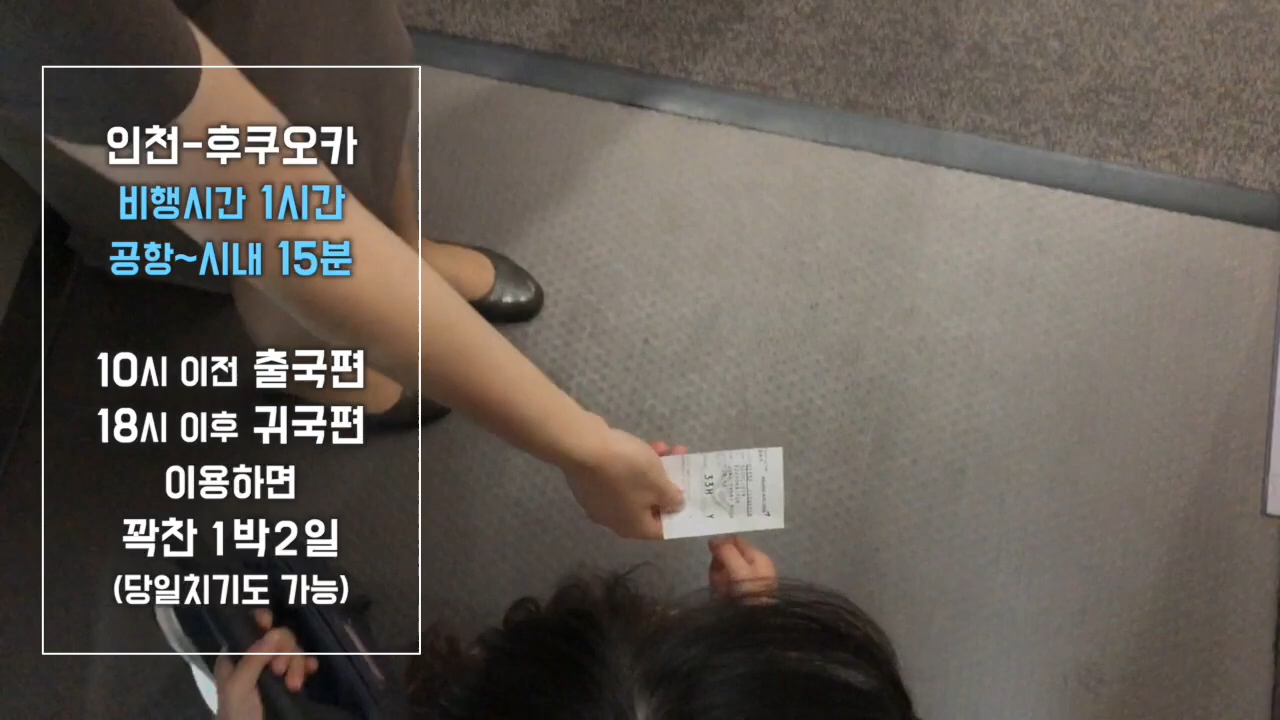 인천-후쿠오카
비행시간 1시간
공항~시내 15분
10시 이전 출국편
18시 이후 귀국편
이용하면
꽉찬 1박2일
(당일치기도 가능)
33H Y